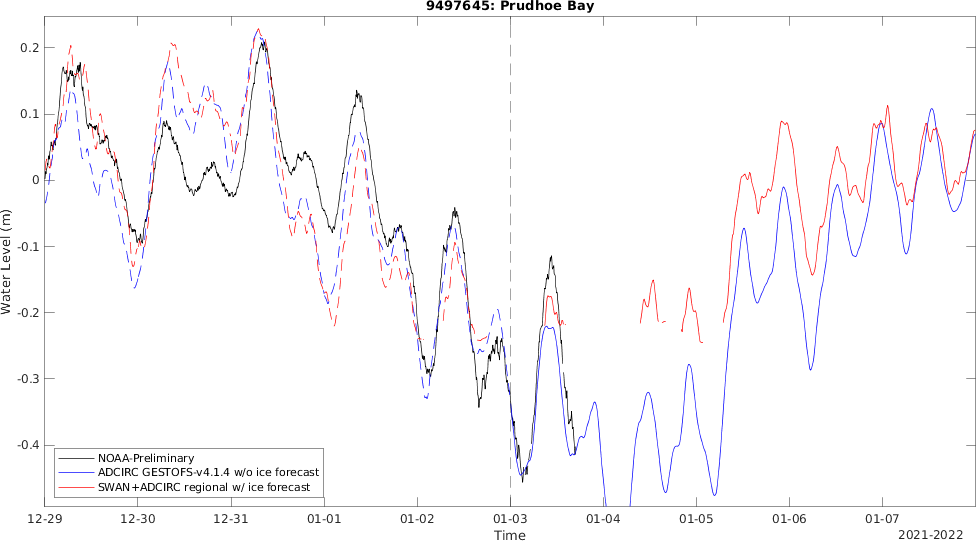 9497645: Prudhoe Bay
0.2
0.1
0
-0.1
-0.2
-0.3
-0.4
Water Level (m)
NOAA-Preliminary
ADCIRC GESTOFS-v4.1.4 w/o ice forecast
SWAN+ADCIRC regional w/ ice forecast
12-29 12-30 12-31 01-01 01-02 01-03 01-04 01-05 01-06 01-07
Time
2021-2022